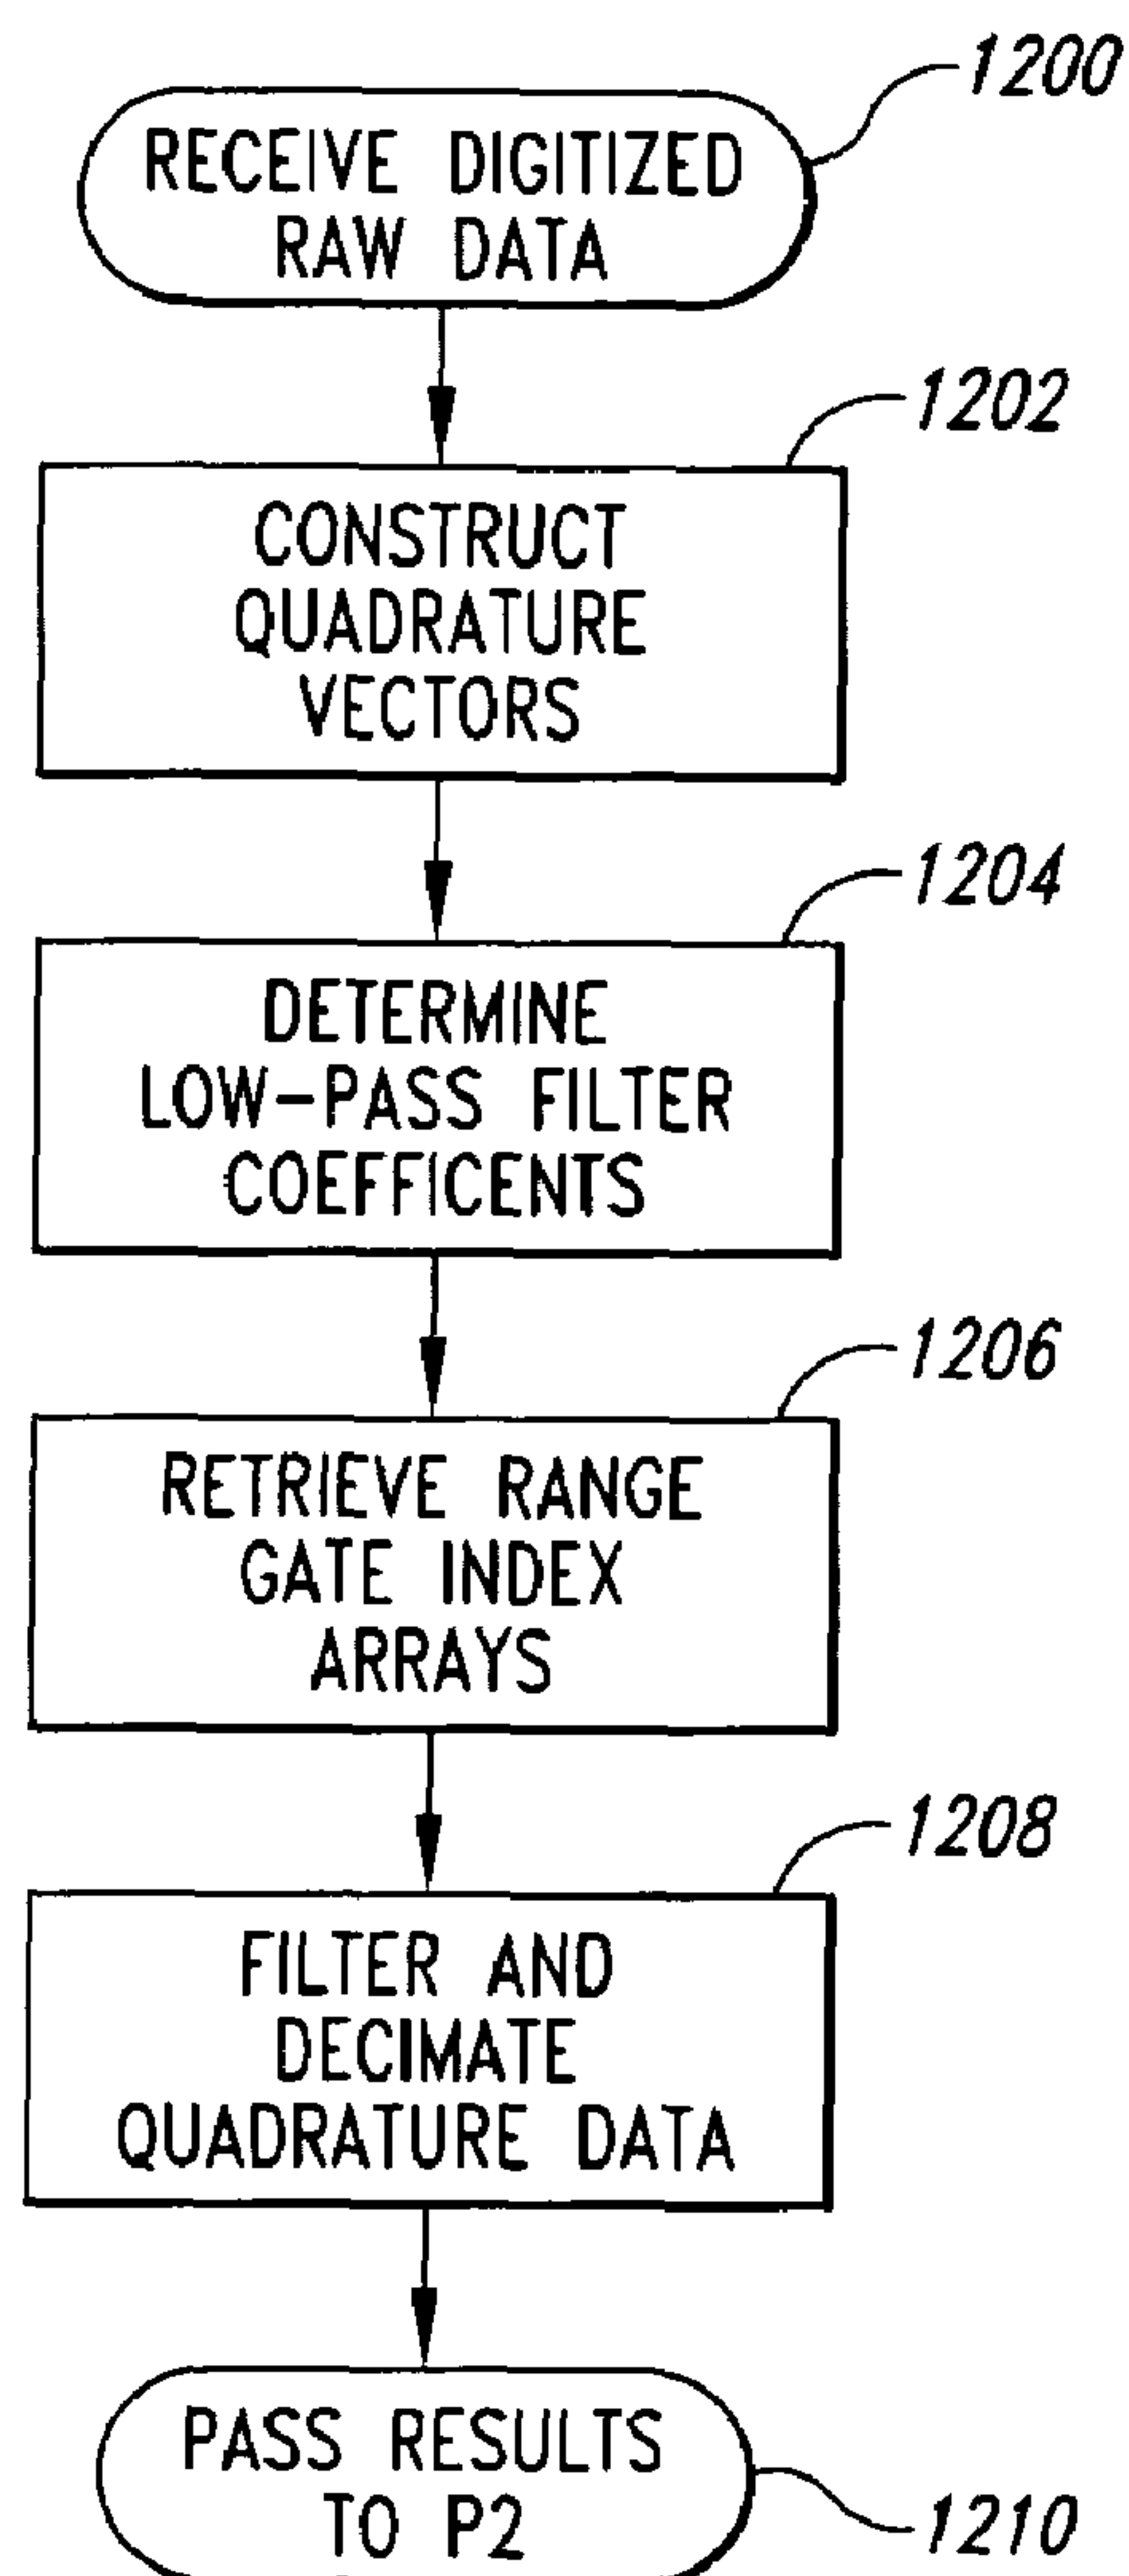 1200
RECEIVE DIGITIZED
RAW DATA
1202
CONSTRUCT
QUADRATURE
VECTORS
1204
DETERMINE
LOW-PASS FILTER
COEFFICENTS
1206
RETRIEVE RANGE
GATE INDEX
ARRAYS
1208
FILTER AND
DECIMATE
QUADRATURE DATA
PASS RESULTS
TO P2
1210